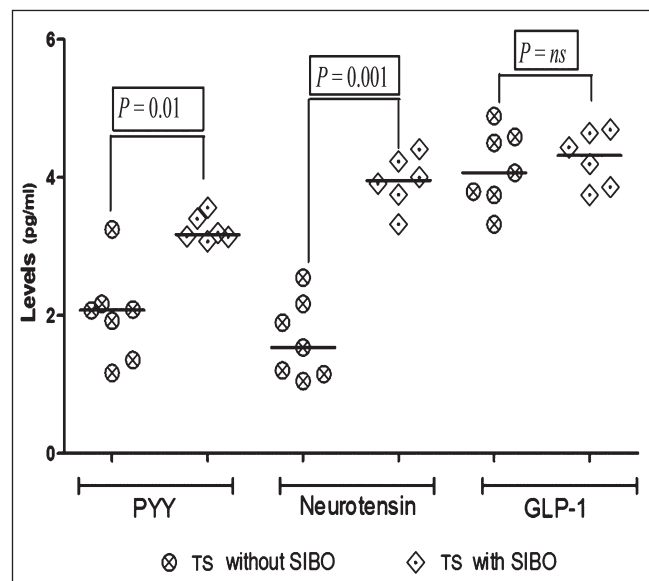 6
P = ns
P = 0.001
P = 0.01
4
Levels (pg/ml)
2
0
PYY
Neurotensin
GLP-1
TS without SIBO
TS with SIBO